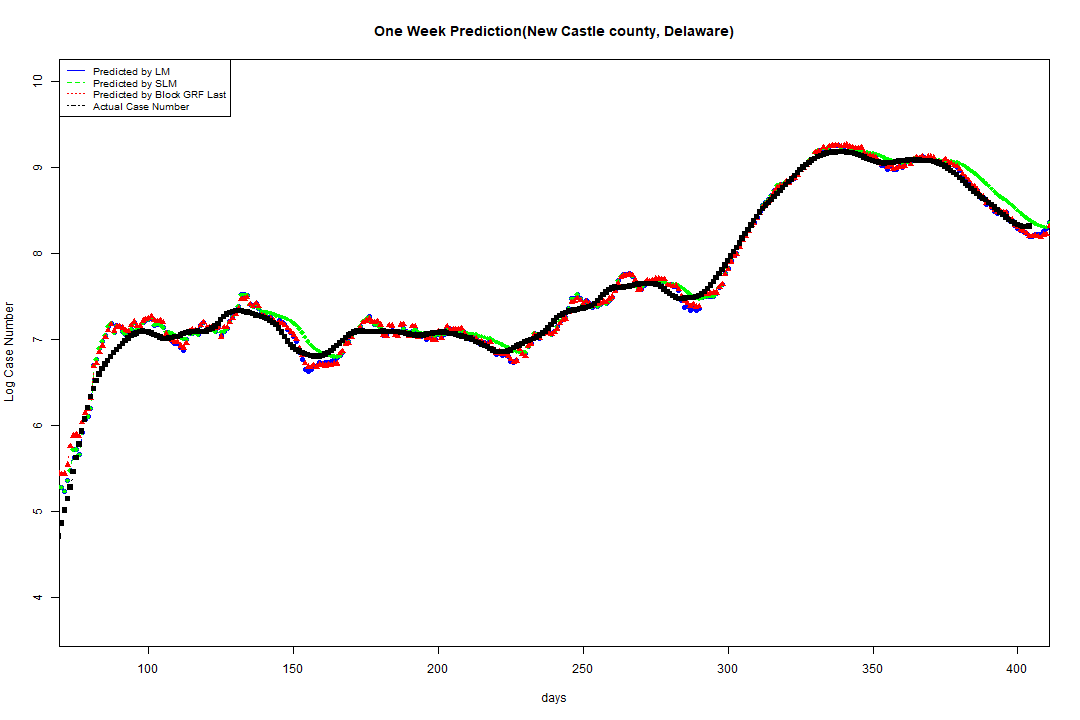 One Week Prediction(New Castle county, Delaware)
Predicted by LM
Predicted by SLM
Predicted by Block GRF Last
Actual Case Number
10
9
8
7
6
5
4
Log Case Number
100 150 200 250 300 350 400
days